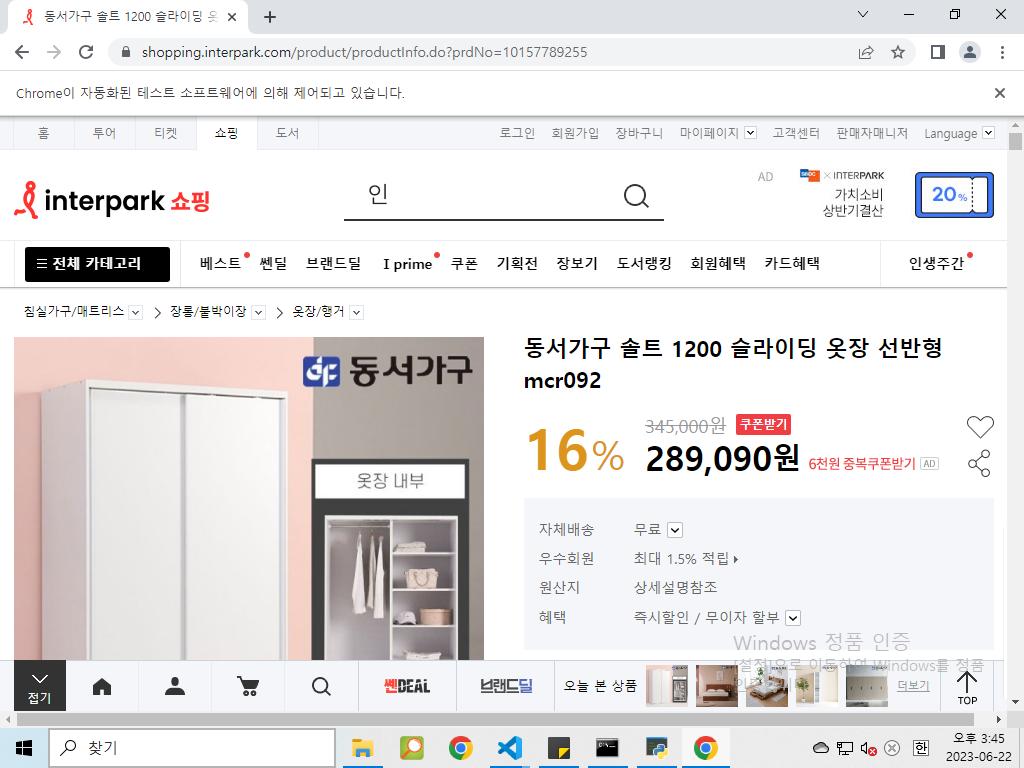 동서가구 솔트 1200 슬라이딩 옷
shopping.interpark.com/product/productInfo.do?prdNo=10157789255
Chrome이 자동화된 테스트 소프트웨어에 의해 제어되고 있습니다.
홈 투어 티켓 쇼핑 도서 로그인 회원가입 장바구니 마이페이지 고객센터 판매자매니저 Language
interpark 쇼핑
인
AD
SBDC × INTERPARK
가치소비
상반기결산
20%
전체 카테고리 베스트 쎈딜 브랜드딜 I prime 쿠폰 기획전 장보기 도서랭킹 회원혜택 카드혜택 인생주간
침실가구/매트리스 장롱/붙박이장 옷장/행거
동서가구
옷장 내부
동서가구 솔트 1200 슬라이딩 옷장 선반형
mcr092
16% 345,000원 쿠폰받기
289,090원 6천원 중복쿠폰받기 AD
자체배송 무료
우수회원 최대 1.5% 적립
원산지 상세설명참조
혜택 즉시할인 / 무이자 할부
Windows 정품 인증
[설정]으로 이동하여 Windows를 정품
접기 쎈DEAL 브랜드딜 오늘 본 상품 더보기 TOP
찾기
한
오후 3:45
2023-06-22